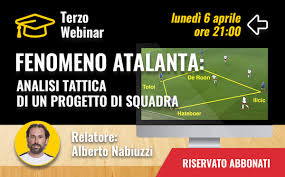 Terzo
Webinar
lunedì 6 aprile
ore 21:00
FENOMENO ATALANTA:
ANALISI TATTICA
DI UN PROGETTO DI SQUADRA
De Roon
Toloi
Ilicic
Hateboer
Relatore:
Alberto Nabiuzzi
RISERVATO ABBONATI